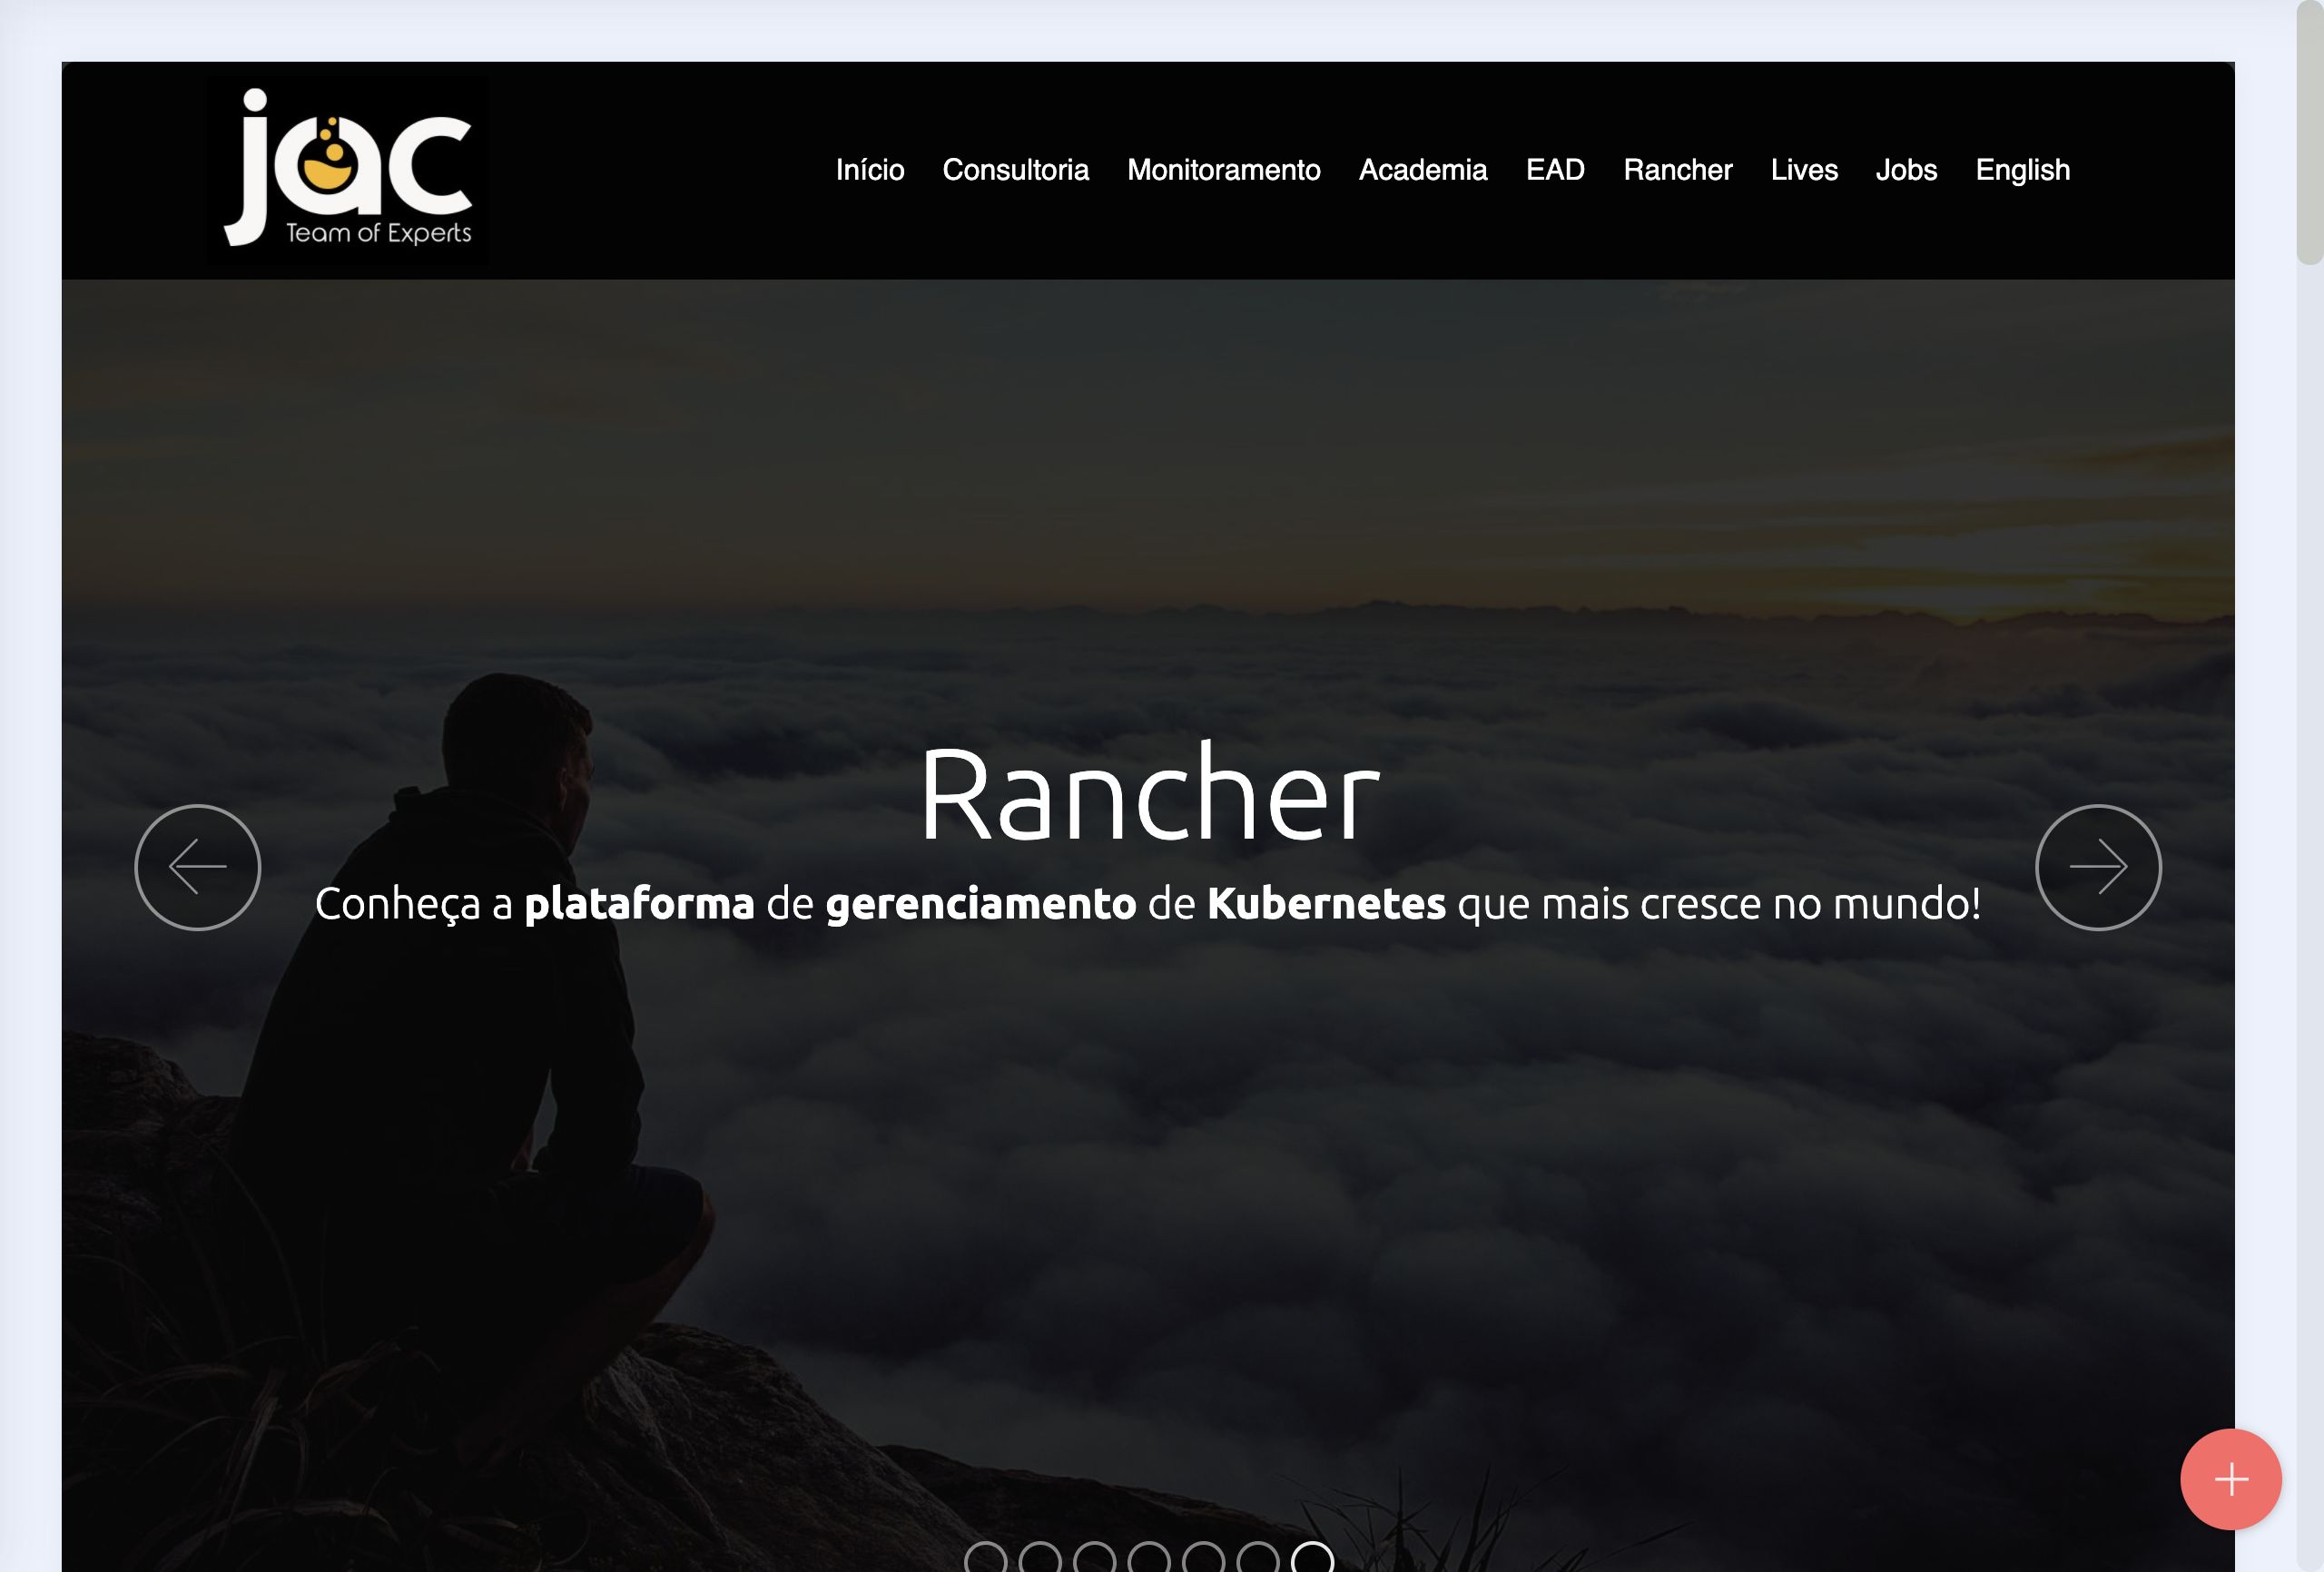 jac
Team of Experts
Início Consultoria Monitoramento Academia EAD Rancher Lives Jobs English
Rancher
Conheça a plataforma de gerenciamento de Kubernetes que mais cresce no mundo!